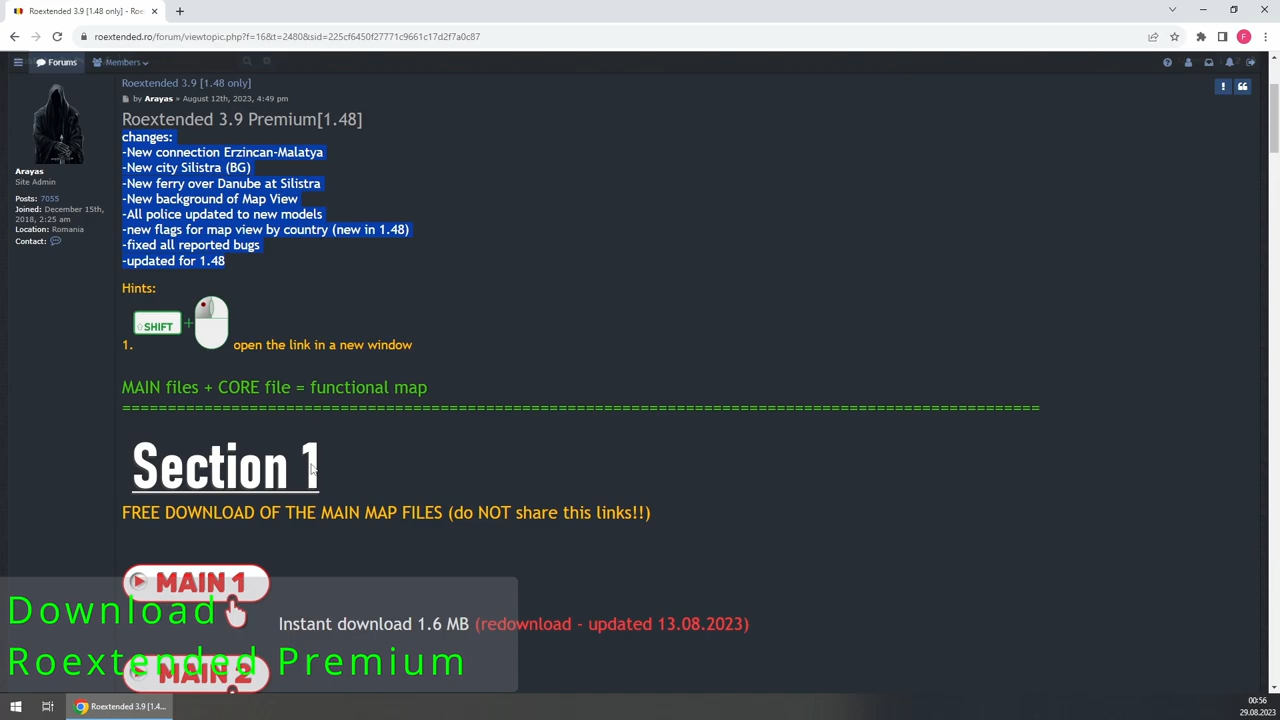 Roextended 3.9 [1.48 only] - Roe
roextended.ro/forum/viewtopic.php?f=16&t=2480&sid=225cf6450f27771c9661c17d2f7a0c87
F
Forums
Members
Roextended 3.9 [1.48 only]
by Arayas » August 12th, 2023, 4:49 pm
Roextended 3.9 Premium[1.48]
changes:
-New connection Erzincan-Malatya
-New city Silistra (BG)
-New ferry over Danube at Silistra
-New background of Map View
-All police updated to new models
-new flags for map view by country (new in 1.48)
-fixed all reported bugs
-updated for 1.48
Arayas
Site Admin
Posts: 7055
Joined: December 15th,
2018, 2:25 am
Location: Romania
Contact:
Hints:
SHIFT +
1. open the link in a new window
MAIN files + CORE file = functional map
Section 1
FREE DOWNLOAD OF THE MAIN MAP FILES (do NOT share this links!!)
MAIN 1
Instant download 1.6 MB (redownload - updated 13.08.2023)
MAIN 2
Download
Roextended Premium
Roextended 3.9 [1.4...
00:56
29.08.2023